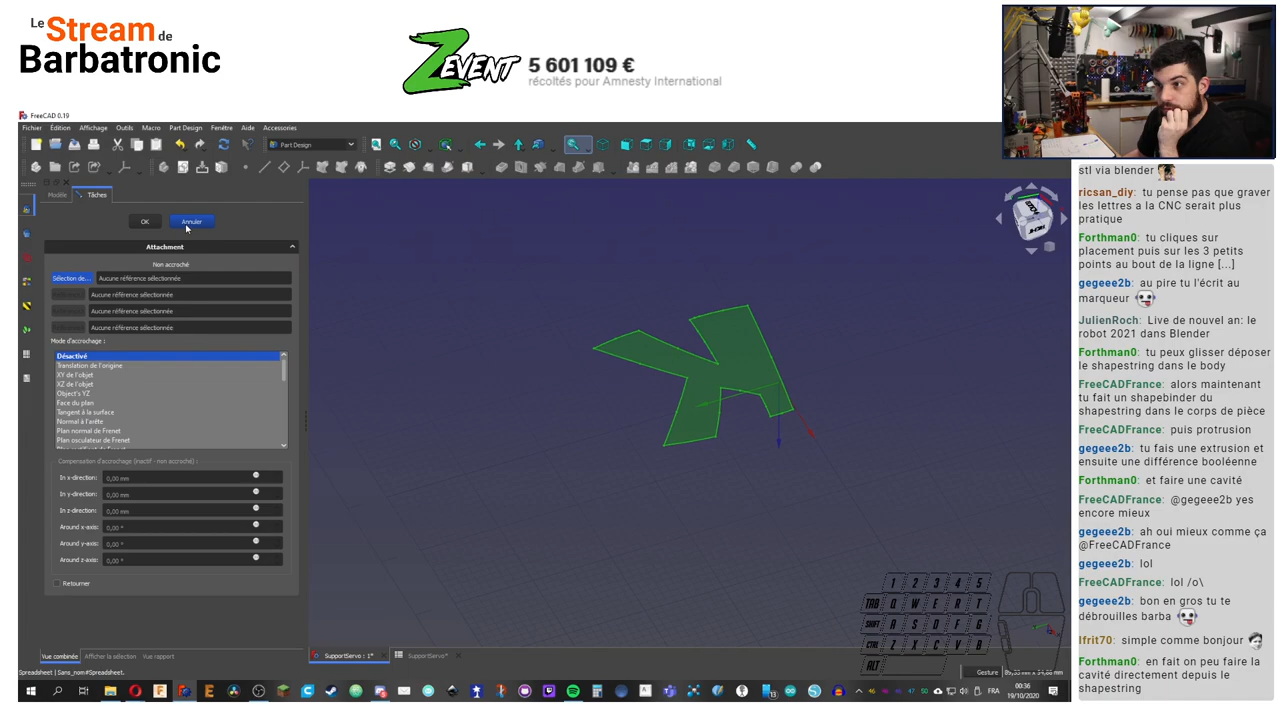 Le
Stream de
Barbatronic
ZEVENT
5 601 109 €
récoltés pour Amnesty International
FreeCAD 0.19
Fichier Édition Affichage Outils Macro Part Design Fenêtre Aide Accessories
Part Design
Modèle Tâches
OK Annuler
Attachment
Non accroché
Sélection de... Aucune référence sélectionnée
Aucune référence sélectionnée
Aucune référence sélectionnée
Aucune référence sélectionnée
Mode d'accrochage :
Désactivé
Translation de l'origine
XY de l'objet
XZ de l'objet
Object's YZ
Face du plan
Tangent à la surface
Normal à l'arête
Plan normal de Frenet
Plan osculateur de Frenet
Compensation d'accrochage (inactif - non accroché) :
In x-direction: 0,00 mm
In y-direction: 0,00 mm
In z-direction: 0,00 mm
Around x-axis: 0,00 °
Around y-axis: 0,00 °
Around z-axis: 0,00 °
Retourner
1 2 3 4 5
TAB Q W E R T
SHFT A S D F G
CTRL Z X C V B
ALT
Vue combinée Afficher la sélection Vue rapport
SupportServo : 1*
SupportServo*
Spreadsheet | Sans_nom#Spreadsheet.
Gesture
FRA
00:36
19/10/2020
stl via blender
ricsan_diy: tu pense pas que graver
les lettres a la CNC serait plus
pratique
Forthman0: tu cliques sur
placement puis sur les 3 petits
points au bout de la ligne [...]
gegeee2b: au pire tu l'écrit au
marqueur
JulienRoch: Live de nouvel an: le
robot 2021 dans Blender
Forthman0: tu peux glisser déposer
le shapestring dans le body
FreeCADFrance: alors maintenant
tu fait un shapebinder du
shapestring dans le corps de pièce
FreeCADFrance: puis protrusion
gegeee2b: tu fais une extrusion et
ensuite une différence booléenne
Forthman0: et faire une cavité
FreeCADFrance: @gegeee2b yes
encore mieux
gegeee2b: ah oui mieux comme ça
@FreeCADFrance
gegeee2b: lol
FreeCADFrance: lol /o\
gegeee2b: bon en gros tu te
débrouilles barba
Ifrit70: simple comme bonjour
Forthman0: en fait on peu faire la
cavité directement depuis le
shapestring